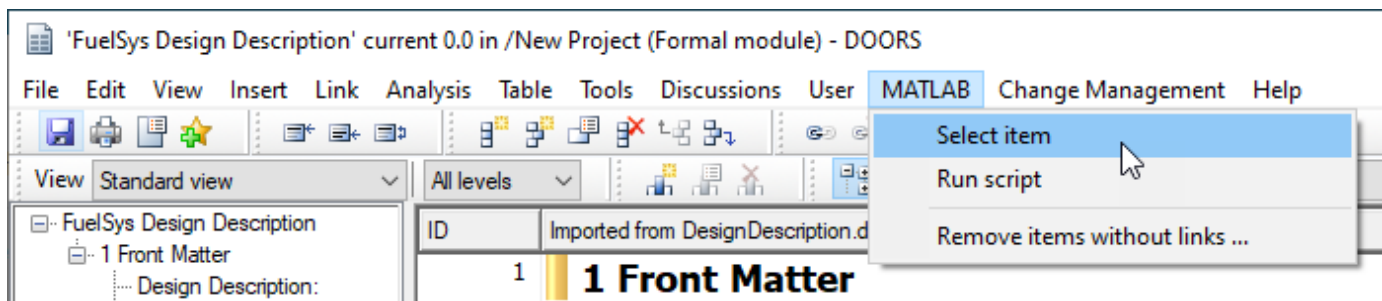 'FuelSys Design Description' current 0.0 in /New Project (Formal module) - DOORS
File Edit View Insert Link Analysis Table Tools Discussions User MATLAB Change Management Help
Select item
Run script
Remove items without links ...
View Standard view All levels
FuelSys Design Description
1 Front Matter
Design Description:
ID Imported from DesignDescription.d
1 1 Front Matter